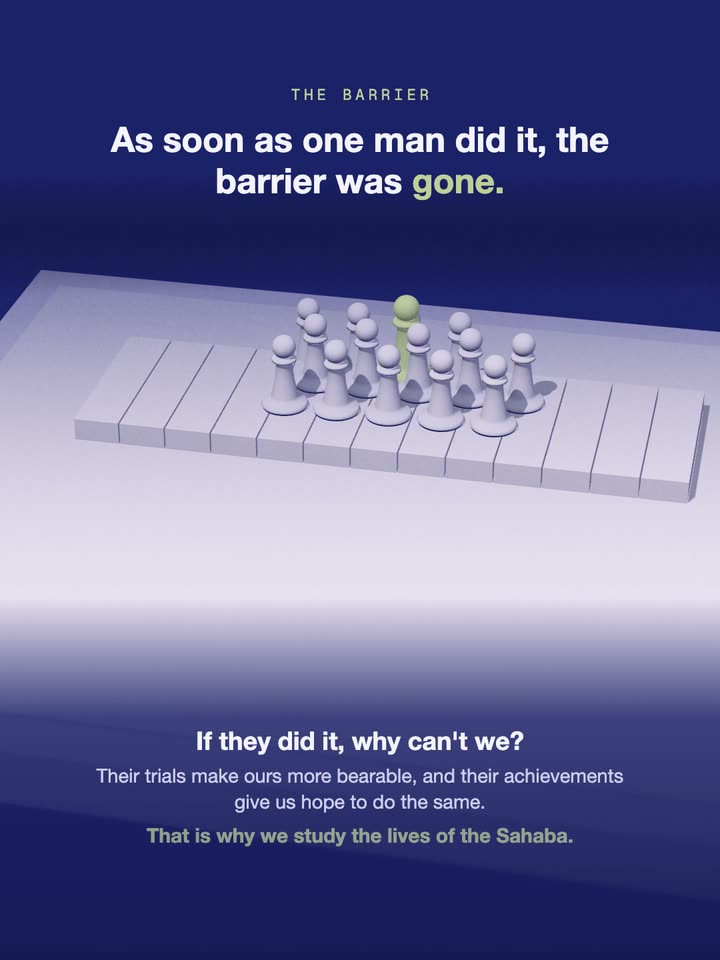 THE BARRIER
As soon as one man did it, the
barrier was gone.
If they did it, why can't we?
Their trials make ours more bearable, and their achievements
give us hope to do the same.
That is why we study the lives of the Sahaba.